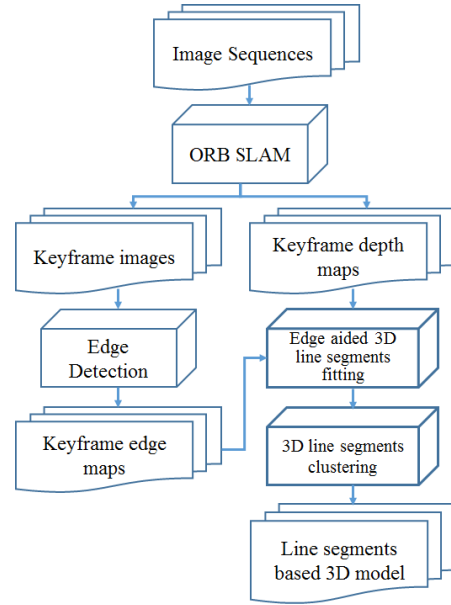 Image Sequences
ORB SLAM
Keyframe images
Keyframe depth
maps
Edge
Detection
Edge aided 3D
line segments
fitting
Keyframe edge
maps
3D line segments
clustering
Line segments
based 3D model